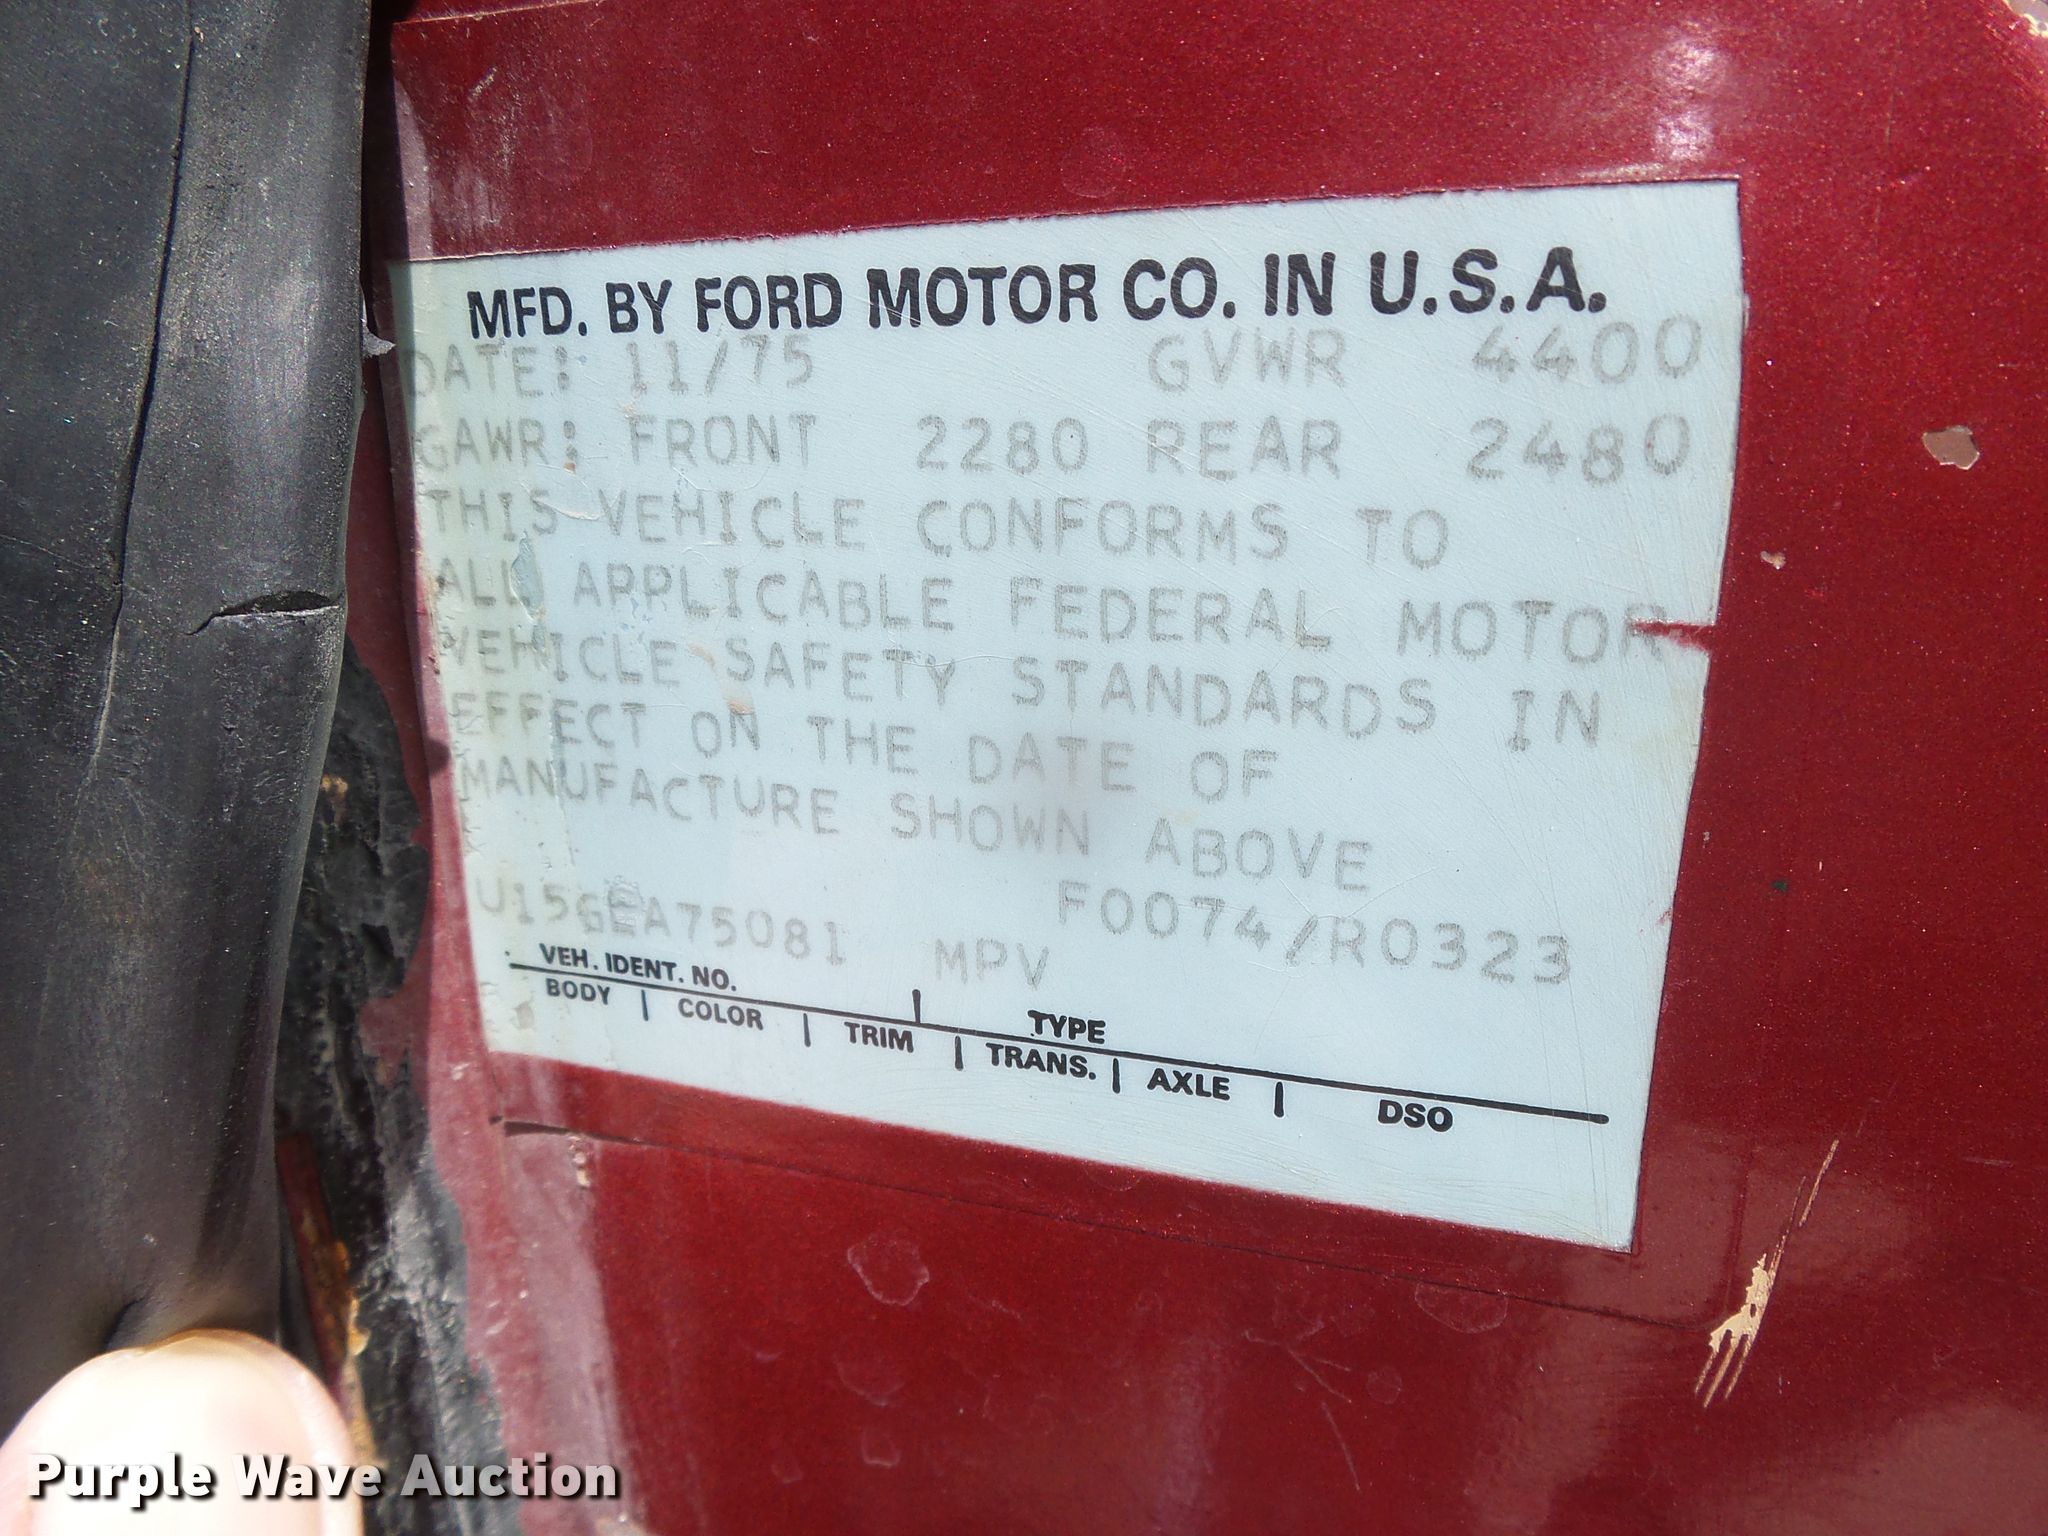 MFD. BY FORD MOTOR CO. IN U.S.A.
DATE: 11/75 GVWR 4400
GAWR: FRONT 2280 REAR 2480
THIS VEHICLE CONFORMS TO
ALL APPLICABLE FEDERAL MOTOR
VEHICLE SAFETY STANDARDS IN
EFFECT ON THE DATE OF
MANUFACTURE SHOWN ABOVE
F0074/R0323
U15GEA75081 MPV
VEH. IDENT. NO. TYPE
BODY | COLOR | TRIM | TRANS. | AXLE | DSO
Purple Wave Auction